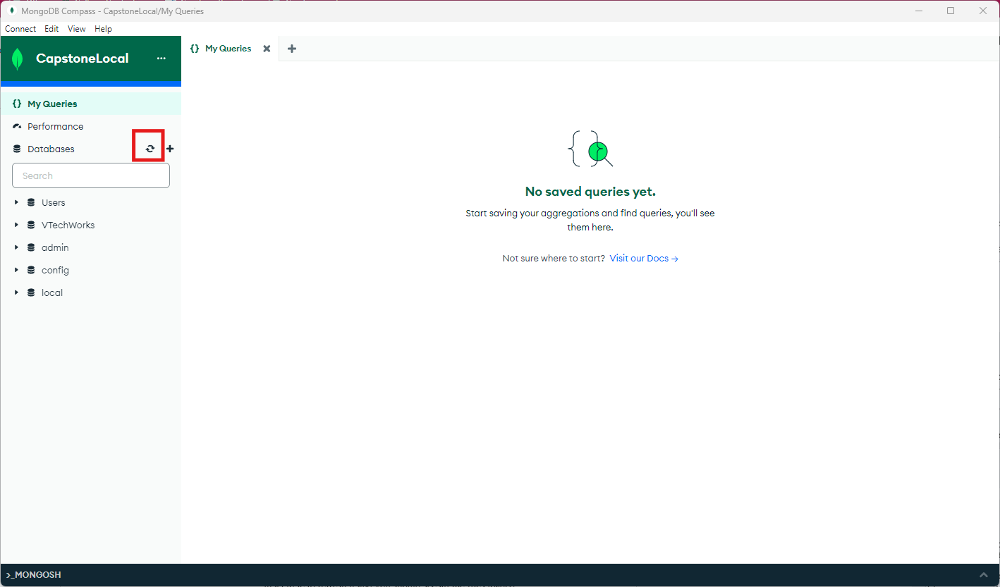 MongoDB Compass - CapstoneLocal/My Queries
Connect Edit View Help
CapstoneLocal
My Queries
My Queries
Performance
Databases
Search
Users
VTechWorks
admin
config
local
No saved queries yet.
Start saving your aggregations and find queries, you'll see
them here.
Not sure where to start? Visit our Docs →
>_MONGOSH